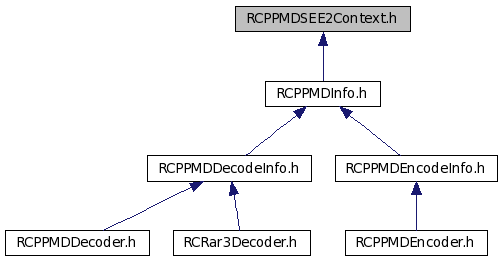 RCPPMDSEE2Context.h
RCPPMDInfo.h
RCPPMDDecodeInfo.h
RCPPMDEncodeInfo.h
RCPPMDDecoder.h
RCRar3Decoder.h
RCPPMDEncoder.h